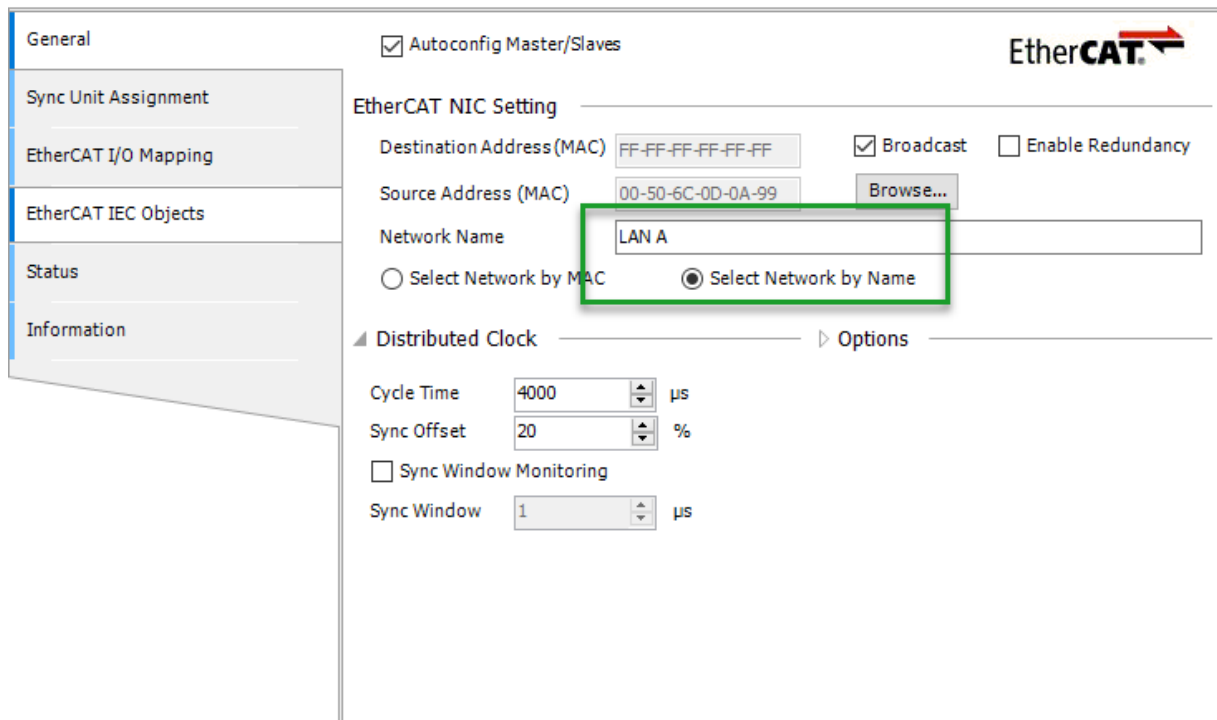 General
Sync Unit Assignment
EtherCAT I/O Mapping
EtherCAT IEC Objects
Status
Information
Autoconfig Master/Slaves
EtherCAT.
EtherCAT NIC Setting
Destination Address (MAC) FF-FF-FF-FF-FF-FF Broadcast Enable Redundancy
Source Address (MAC) 00-50-6C-0D-0A-99 Browse...
Network Name LAN A
Select Network by MAC Select Network by Name
Distributed Clock Options
Cycle Time 4000 µs
Sync Offset 20 %
Sync Window Monitoring
Sync Window 1 µs